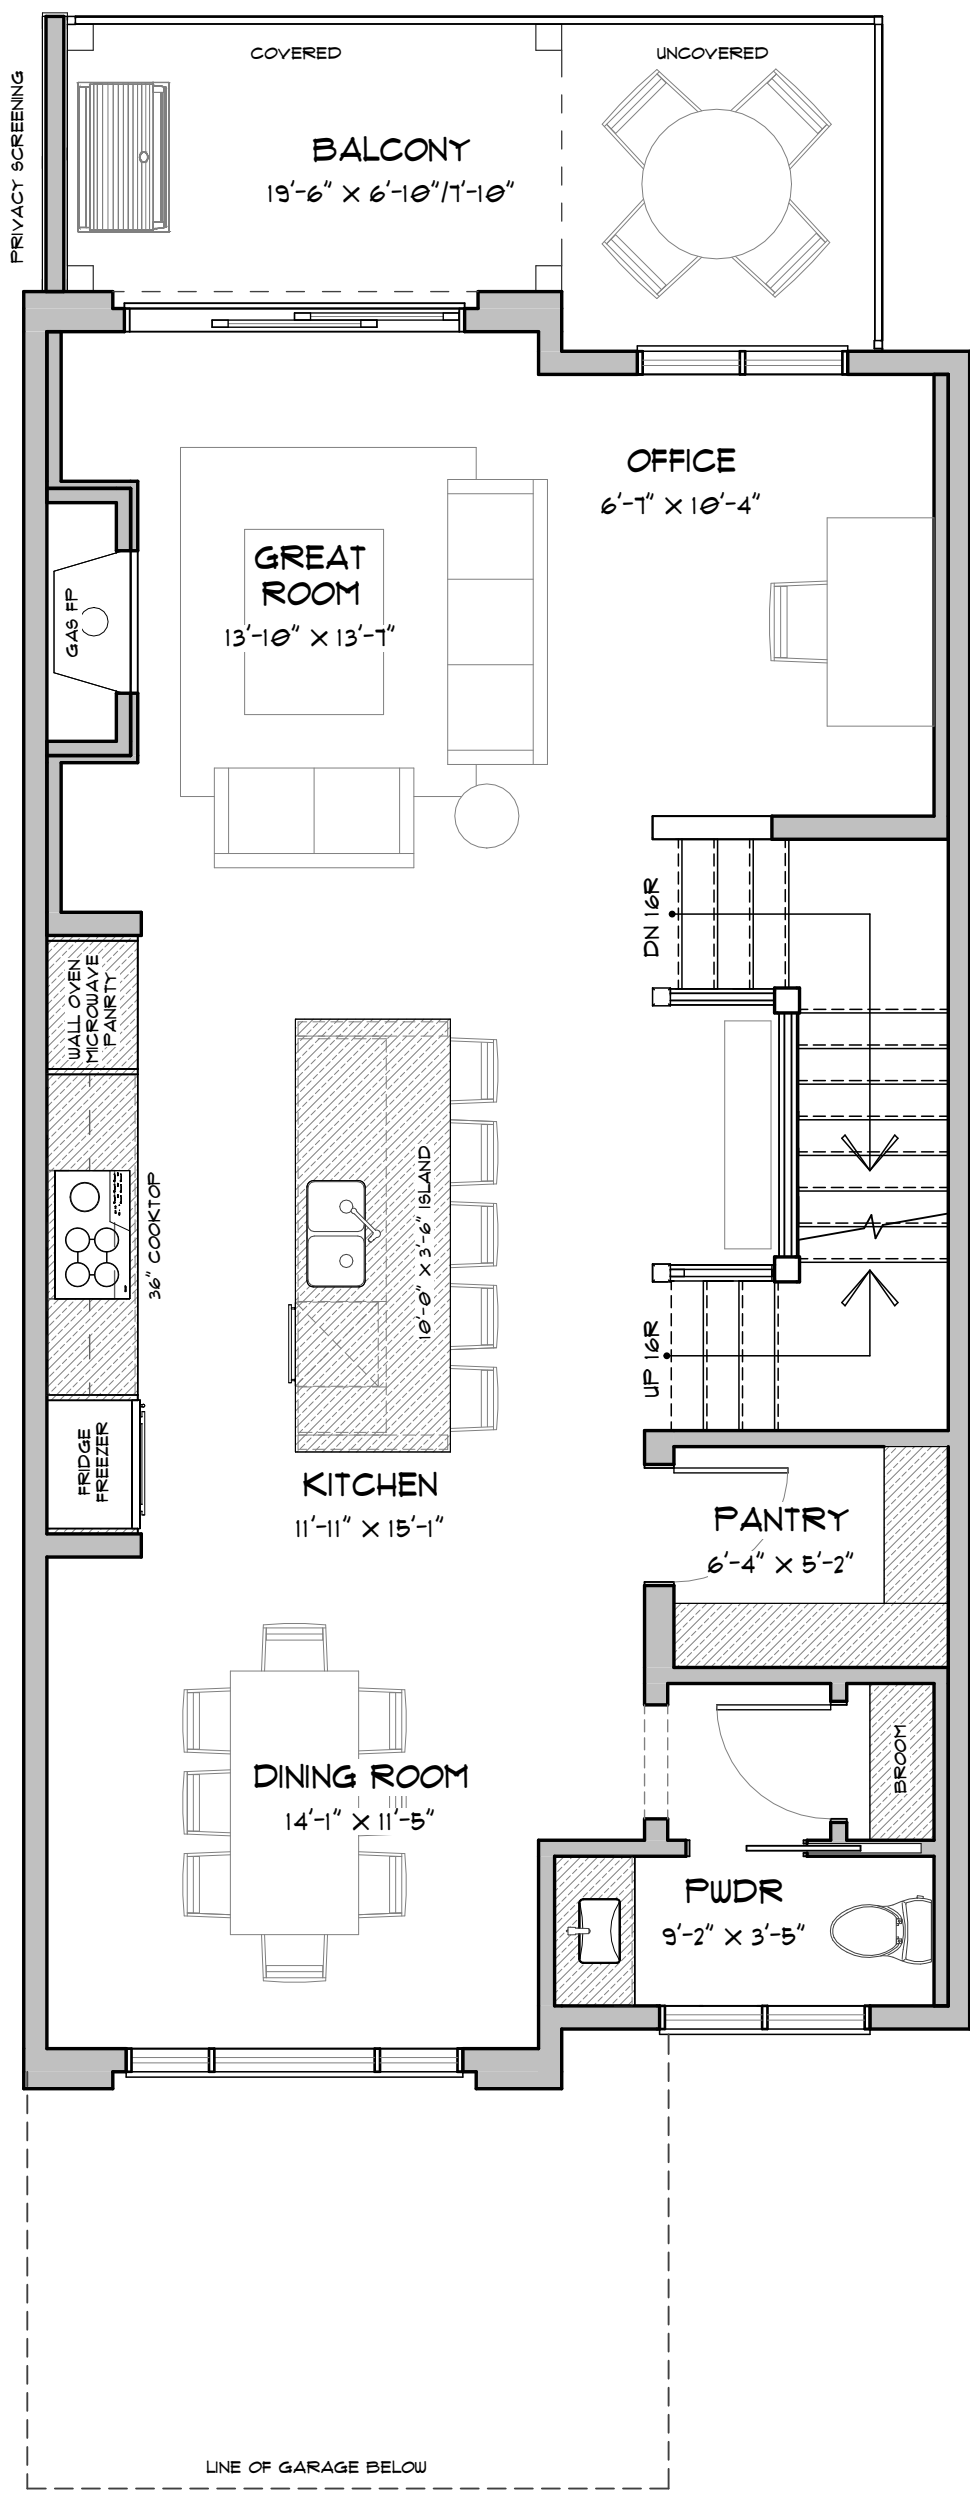 COVERED
UNCOVERED
PRIVACY SCREENING
BALCONY
19'-6" X 6'-10"/7'-10"
OFFICE
6'-7" X 10'-4"
GREAT
ROOM
13'-10" X 13'-7"
GAS FP
DN 16R
WALL OVEN
MICROWAVE
PANRTY
36" COOKTOP
10'-0" X 3'-6" ISLAND
UP 16R
FRIDGE
FREEZER
KITCHEN
11'-11" X 15'-1"
PANTRY
6'-4" X 5'-2"
BROOM
DINING ROOM
14'-1" X 11'-5"
PWDR
9'-2" X 3'-5"
LINE OF GARAGE BELOW